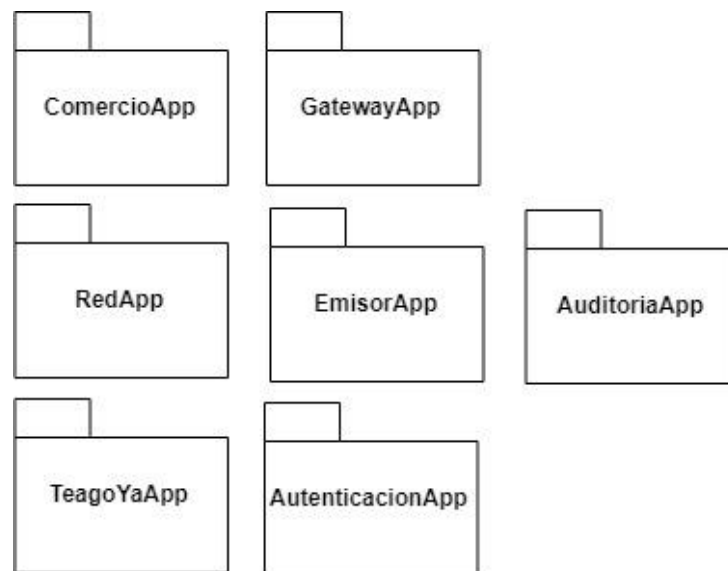 ComercioApp
GatewayApp
RedApp
EmisorApp
AuditoriaApp
TeagoYaApp
AutenticacionApp